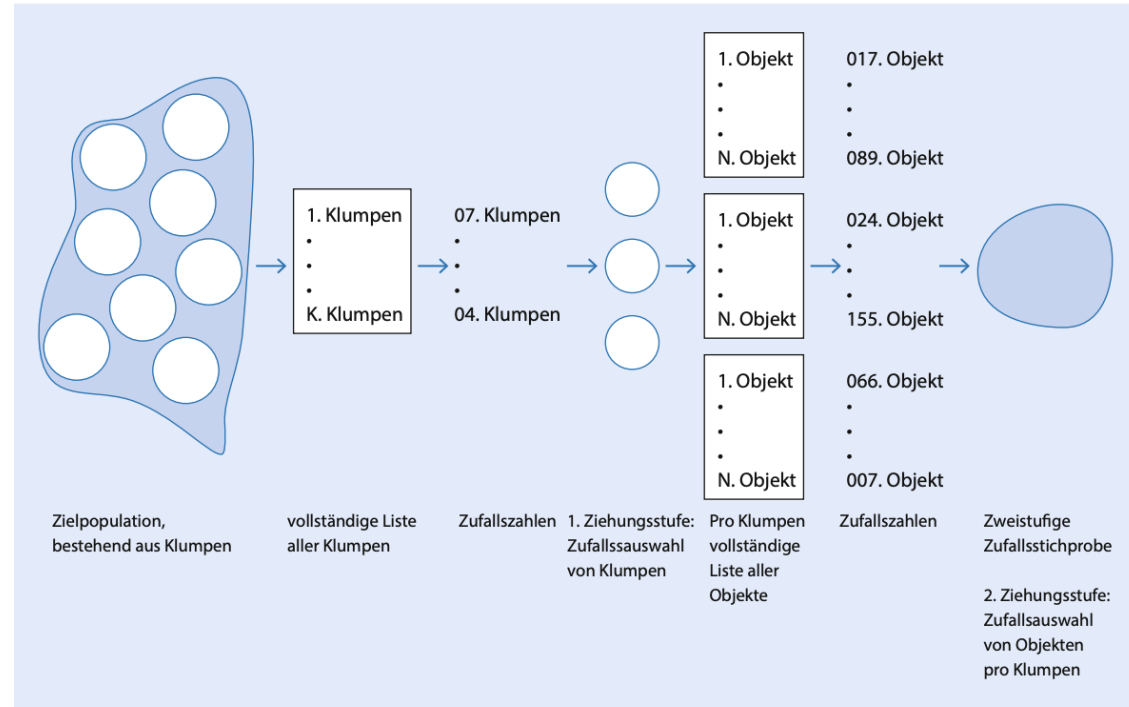 1. Klumpen
•
•
•
K. Klumpen
07. Klumpen
•
•
•
04. Klumpen
1. Objekt
•
•
•
N. Objekt
1. Objekt
•
•
•
N. Objekt
1. Objekt
•
•
•
N. Objekt
017. Objekt
•
•
•
089. Objekt
024. Objekt
•
•
•
155. Objekt
066. Objekt
•
•
•
007. Objekt
Zielpopulation,
bestehend aus Klumpen
vollständige Liste
aller Klumpen
Zufallszahlen
1. Ziehungsstufe:
Zufallssauswahl
von Klumpen
Pro Klumpen
vollständige
Liste aller
Objekte
Zufallszahlen
Zweistufige
Zufallsstichprobe
2. Ziehungsstufe:
Zufallsauswahl
von Objekten
pro Klumpen